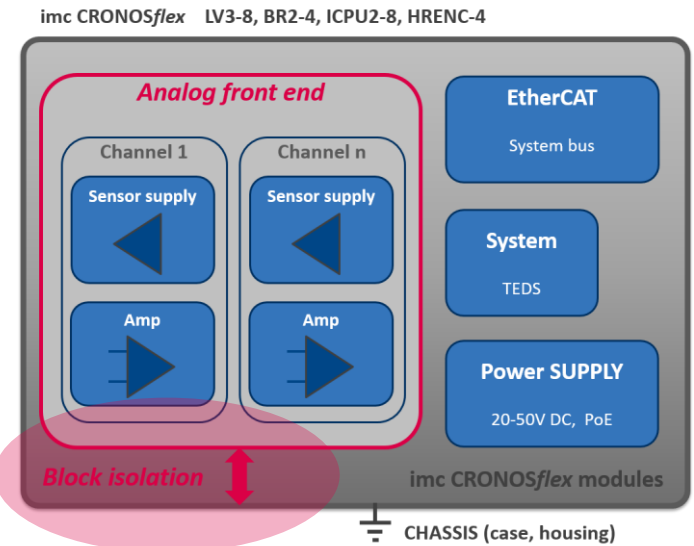 imc CRONOSflex LV3-8, BR2-4, ICPU2-8, HRENC-4
Analog front end
Channel 1
Sensor supply
Amp
Channel n
Sensor supply
Amp
EtherCAT
System bus
System
TEDS
Power SUPPLY
20-50V DC, PoE
Block isolation
imc CRONOSflex modules
CHASSIS (case, housing)